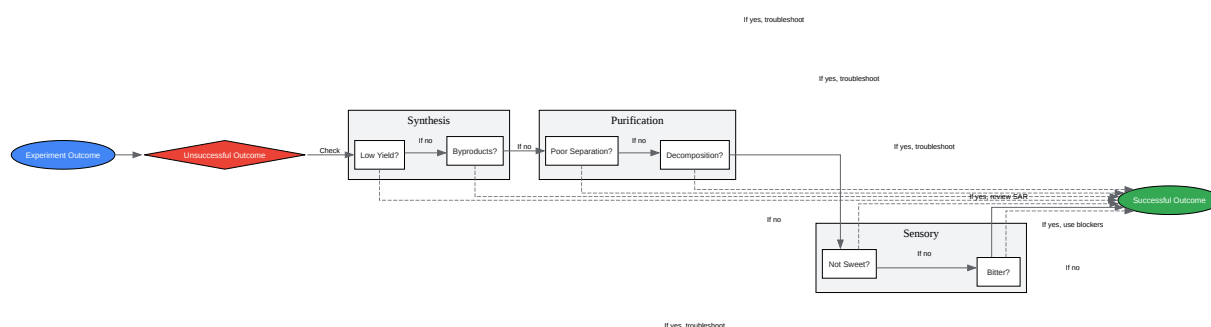 If yes, troubleshoot
If yes, troubleshoot
Synthesis
Purification
If no
If no
If yes, troubleshoot
Experiment Outcome
Unsuccessful Outcome
Check
Low Yield?
Byproducts?
If no
Poor Separation?
Decomposition?
If yes, review SAR
Successful Outcome
If no
If yes, use blockers
Sensory
If no
Not Sweet?
Bitter?
If no
If yes, troubleshoot